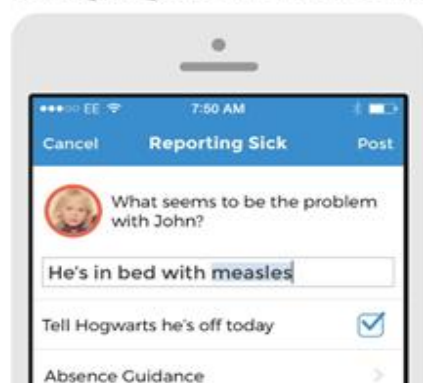 EE 7:50 AM
Cancel Reporting Sick Post
What seems to be the problem
with John?
He's in bed with measles
Tell Hogwarts he's off today
Absence Guidance